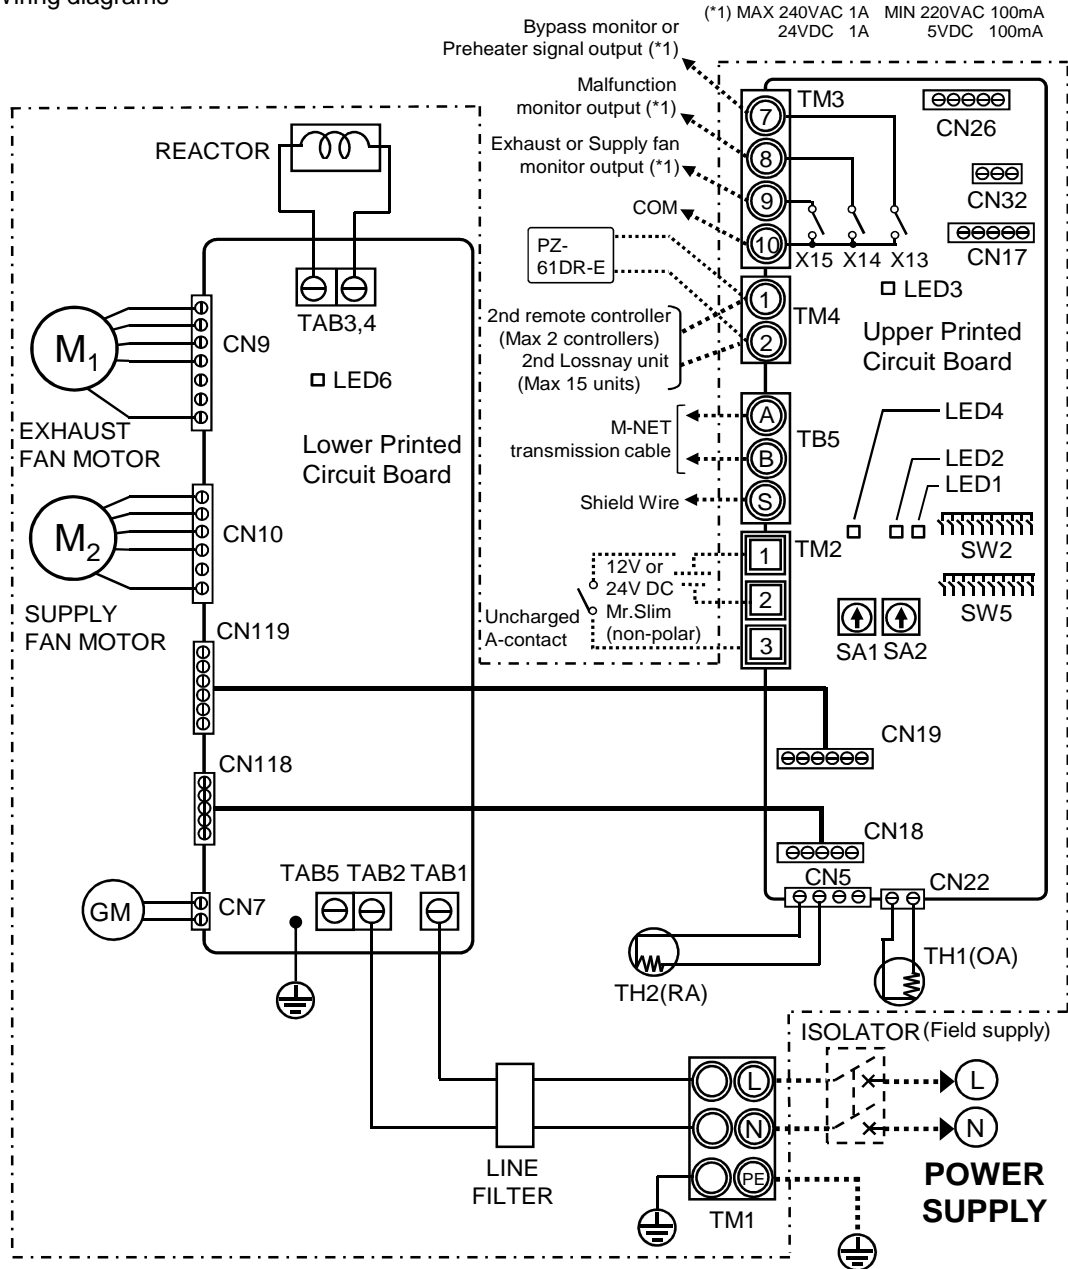 Wiring diagrams
(*1) MAX 240VAC 1A MIN 220VAC 100mA
24VDC 1A 5VDC 100mA
Bypass monitor or
Preheater signal output (*1)
Malfunction
monitor output (*1)
Exhaust or Supply fan
monitor output (*1)
COM
PZ-
61DR-E
2nd remote controller
(Max 2 controllers)
2nd Lossnay unit
(Max 15 units)
M-NET
transmission cable
Shield Wire
12V or
24V DC
Mr.Slim
(non-polar)
Uncharged
A-contact
7
8
9
10
TM3
X15 X14 X13
1
2
TM4
A
B
S
TB5
1
2
3
TM2
CN26
CN32
CN17
LED3
Upper Printed
Circuit Board
LED4
LED2
LED1
SW2
SW5
SA1 SA2
CN19
CN18
CN5
CN22
TH2(RA)
TH1(OA)
REACTOR
TAB3,4
M1
CN9
LED6
EXHAUST
FAN MOTOR
Lower Printed
Circuit Board
M2
CN10
SUPPLY
FAN MOTOR
CN119
CN118
TAB5 TAB2 TAB1
GM
CN7
LINE
FILTER
L
N
PE
TM1
ISOLATOR (Field supply)
L
N
POWER
SUPPLY